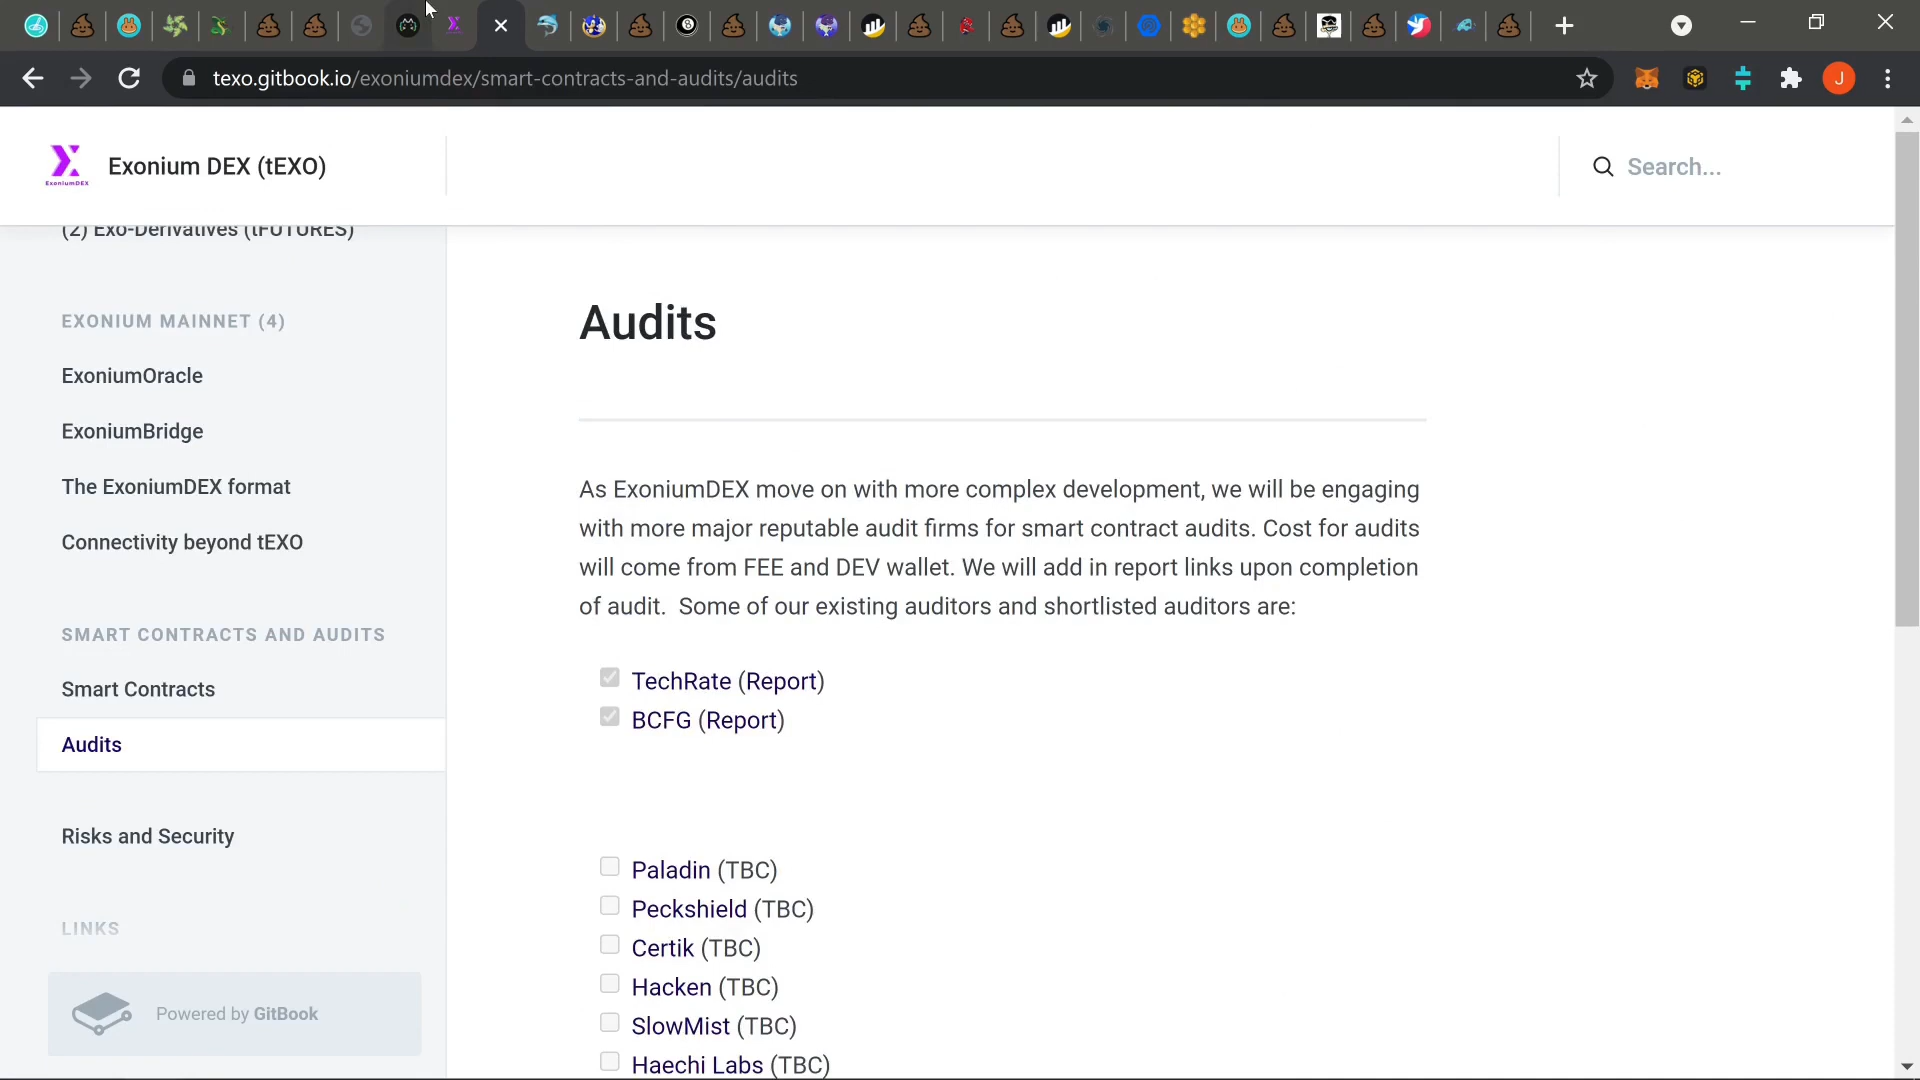 texo.gitbook.io/exoniumdex/smart-contracts-and-audits/audits
J
ExoniumDEX
Exonium DEX (tEXO)
Search...
(2) Exo-Derivatives (tFUTURES)
EXONIUM MAINNET (4)
ExoniumOracle
ExoniumBridge
The ExoniumDEX format
Connectivity beyond tEXO
SMART CONTRACTS AND AUDITS
Smart Contracts
Audits
Risks and Security
LINKS
Powered by GitBook
Audits
As ExoniumDEX move on with more complex development, we will be engaging
with more major reputable audit firms for smart contract audits. Cost for audits
will come from FEE and DEV wallet. We will add in report links upon completion
of audit.  Some of our existing auditors and shortlisted auditors are:
TechRate (Report)
BCFG (Report)
Paladin (TBC)
Peckshield (TBC)
Certik (TBC)
Hacken (TBC)
SlowMist (TBC)
Haechi Labs (TBC)